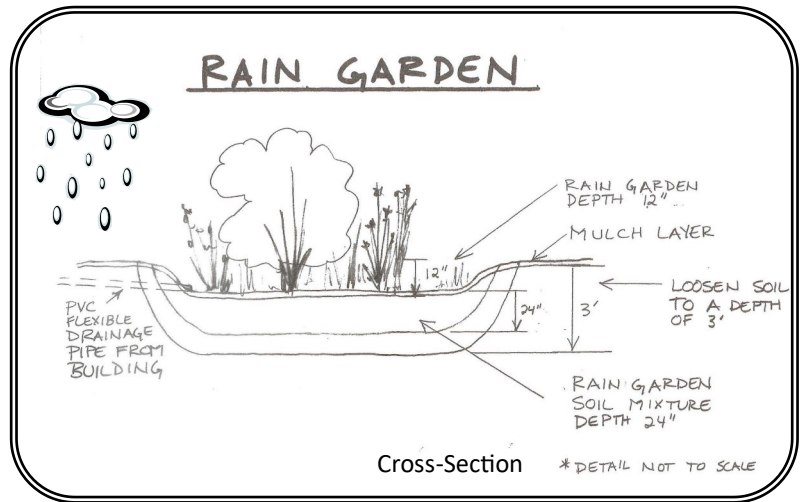 RAIN GARDEN
RAIN GARDEN
DEPTH 12"
MULCH LAYER
12"
24"
3'
LOOSEN SOIL
TO A DEPTH
OF 3'
PVC
FLEXIBLE
DRAINAGE
PIPE FROM
BUILDING
RAIN GARDEN
SOIL MIXTURE
DEPTH 24"
Cross-Section
*DETAIL NOT TO SCALE